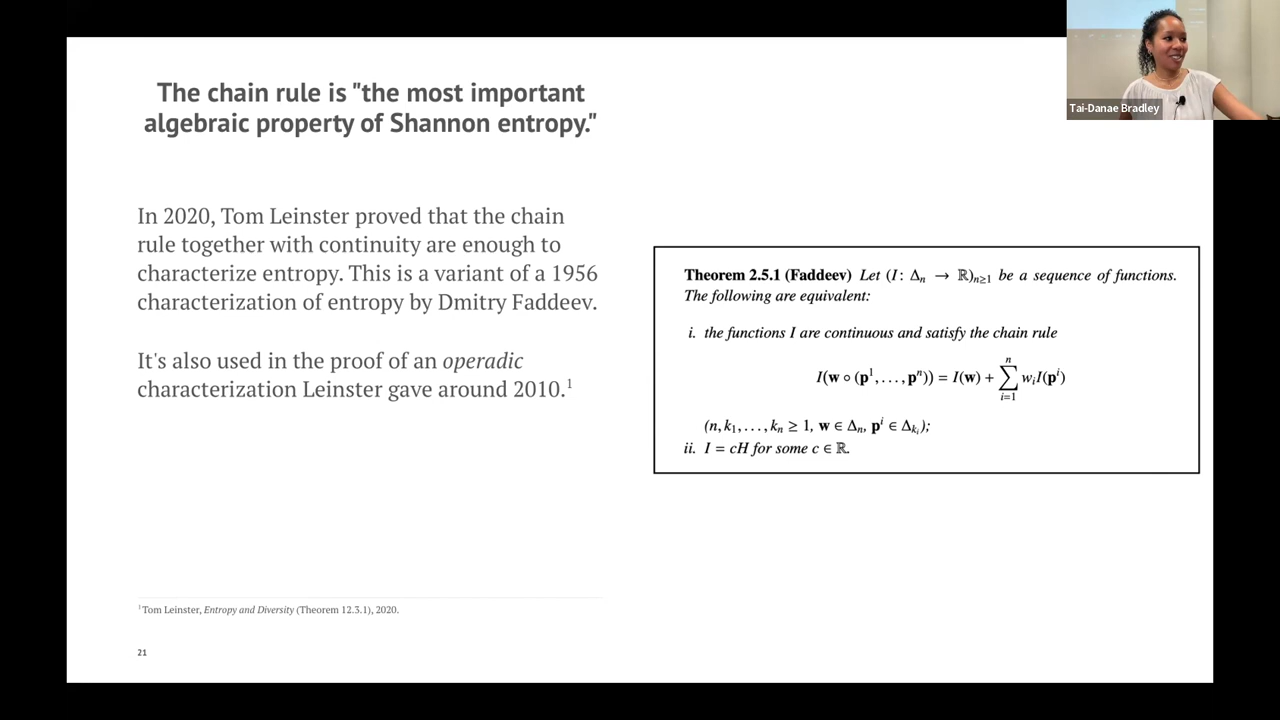 The chain rule is "the most important
algebraic property of Shannon entropy."
Tai-Danae Bradley
In 2020, Tom Leinster proved that the chain
rule together with continuity are enough to
characterize entropy. This is a variant of a 1956
characterization of entropy by Dmitry Faddeev.
It's also used in the proof of an operadic
characterization Leinster gave around 2010.¹
Theorem 2.5.1 (Faddeev) Let (I: Δₙ → ℝ)ₙ≥₁ be a sequence of functions.
The following are equivalent:
i. the functions I are continuous and satisfy the chain rule
I(w ∘ (p¹, . . . , pⁿ)) = I(w) + ∑ⁿᵢ₌₁ wᵢI(pⁱ)
(n, k₁, . . . , kₙ ≥ 1, w ∈ Δₙ, pⁱ ∈ Δₖᵢ);
ii. I = cH for some c ∈ ℝ.
¹Tom Leinster, Entropy and Diversity (Theorem 12.3.1), 2020.
21